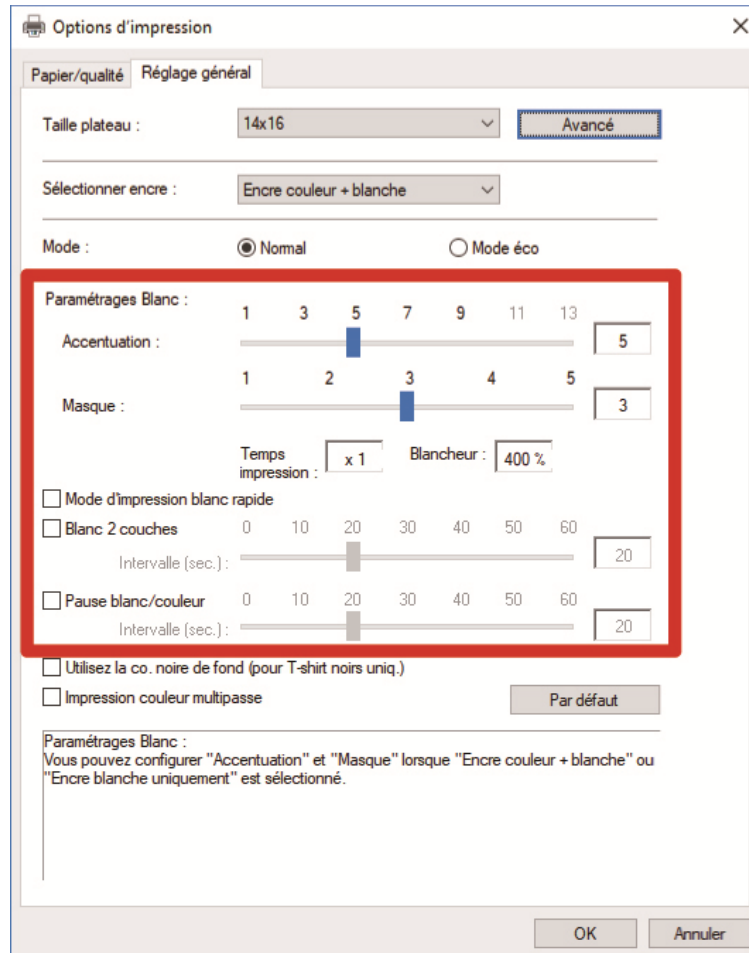 Options d'impression
Papier/qualité Réglage général
Taille plateau : 14x16 Avancé
Sélectionner encre : Encre couleur + blanche
Mode : Normal Mode éco
Paramétrages Blanc :
1 3 5 7 9 11 13
Accentuation : 5
1 2 3 4 5
Masque : 3
Temps impression : x 1 Blancheur : 400 %
Mode d'impression blanc rapide
Blanc 2 couches 0 10 20 30 40 50 60
Intervalle (sec.) : 20
Pause blanc/couleur 0 10 20 30 40 50 60
Intervalle (sec.) : 20
Utilisez la co. noire de fond (pour T-shirt noirs uniq.)
Impression couleur multipasse Par défaut
Paramétrages Blanc :
Vous pouvez configurer "Accentuation" et "Masque" lorsque "Encre couleur + blanche" ou
"Encre blanche uniquement" est sélectionné.
OK Annuler